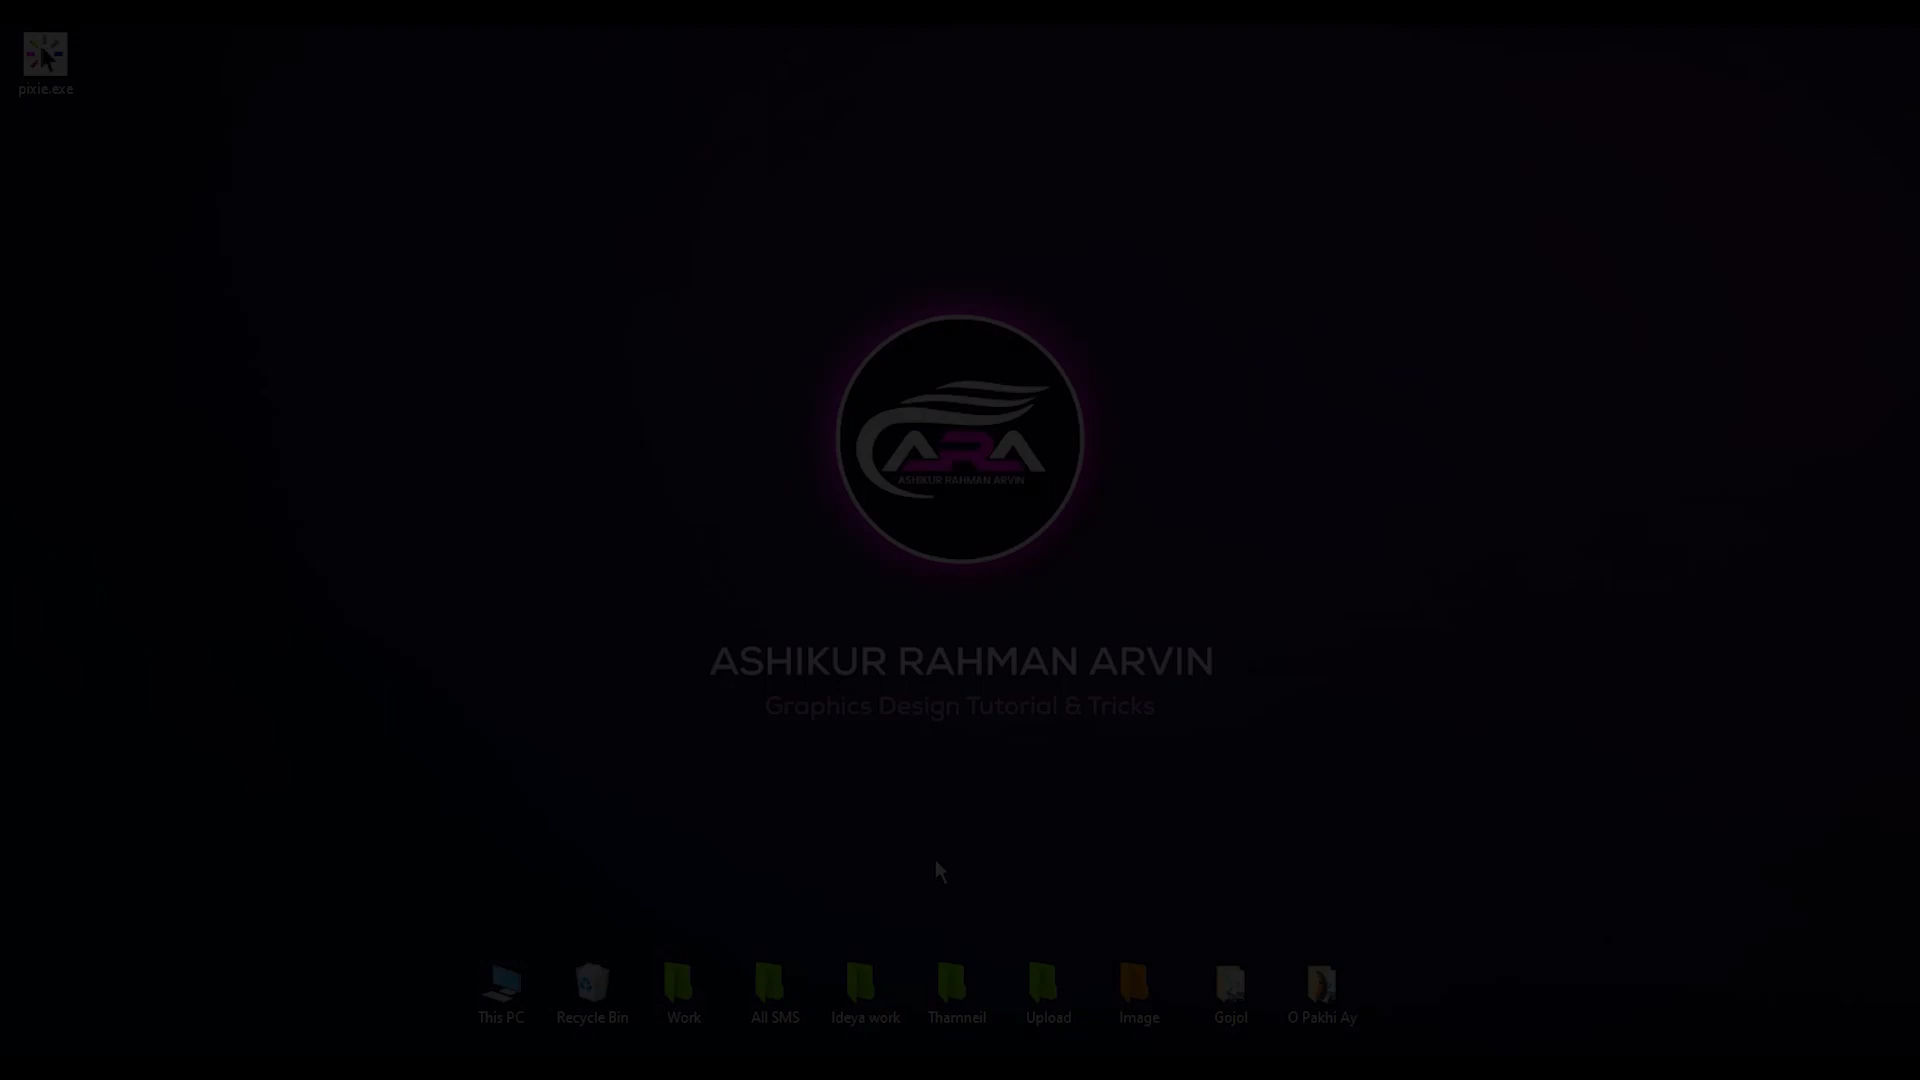 pixie.exe
ARA
ASHIKUR RAHMAN ARVIN
ASHIKUR RAHMAN ARVIN
Graphics Design Tutorial & Tricks
This PC
Recycle Bin
Work
All SMS
Ideya work
Thamneil
Upload
Image
Gojol
O Pakhi Ay